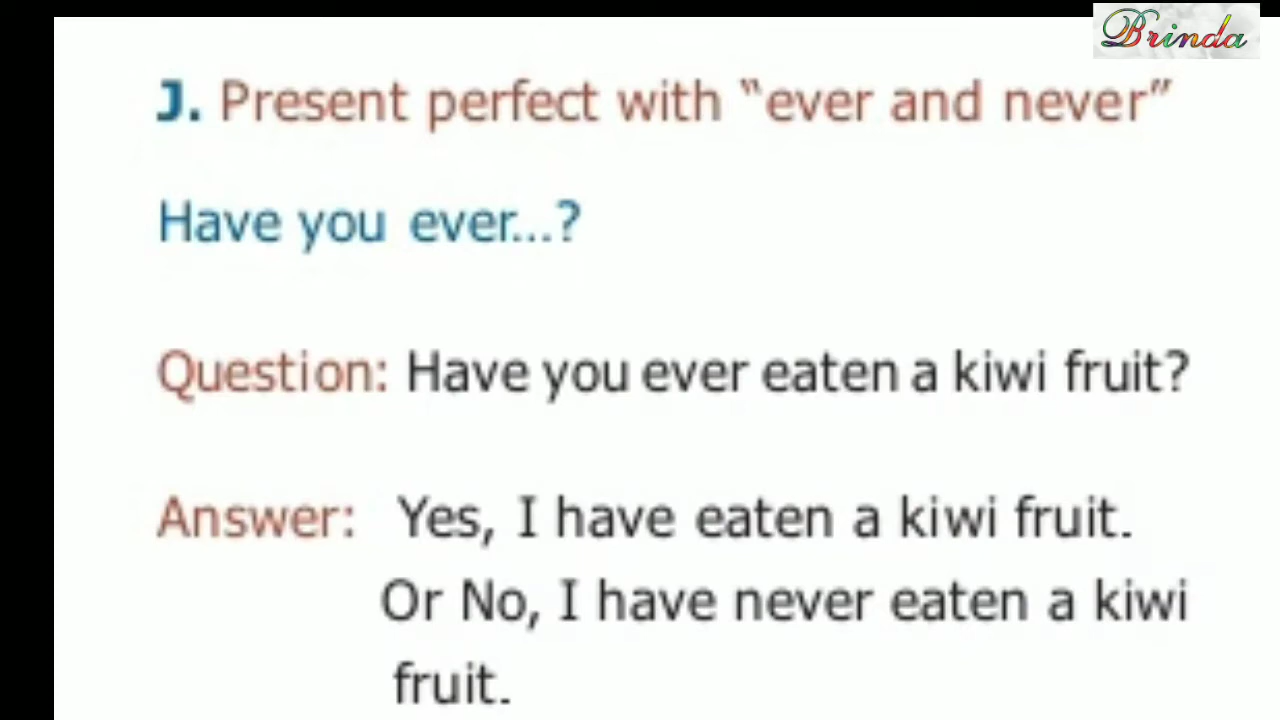 Brinda
J. Present perfect with “ever and never”
Have you ever...?
Question: Have you ever eaten a kiwi fruit?
Answer: Yes, I have eaten a kiwi fruit.
Or No, I have never eaten a kiwi
fruit.